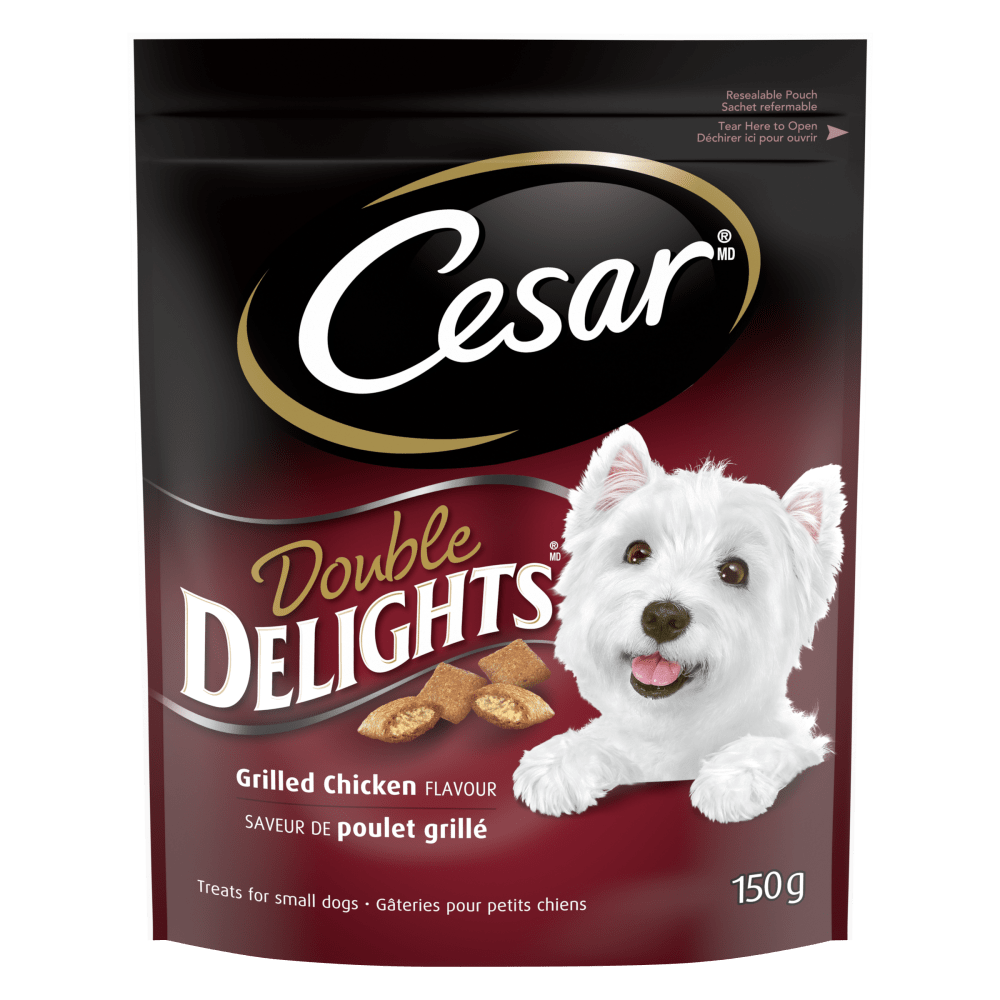 Resealable Pouch
Sachet refermable
Tear Here to Open
Déchirer ici pour ouvrir
Cesar ® MD
Double
DELIGHTS ® MD
Grilled Chicken FLAVOUR
SAVEUR DE poulet grillé
Treats for small dogs • Gâteries pour petits chiens
150 g